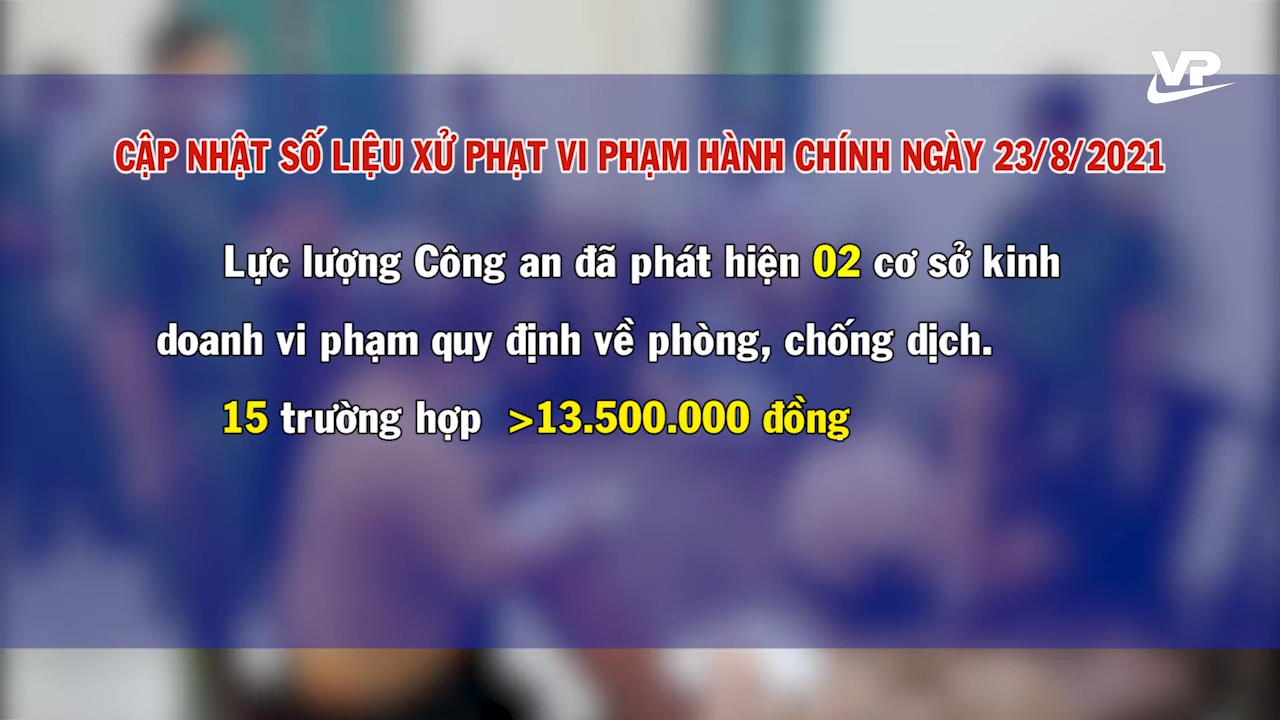 VP
CẬP NHẬT SỐ LIỆU XỬ PHẠT VI PHẠM HÀNH CHÍNH NGÀY 23/8/2021
Lực lượng Công an đã phát hiện 02 cơ sở kinh
doanh vi phạm quy định về phòng, chống dịch.
15 trường hợp >13.500.000 đồng